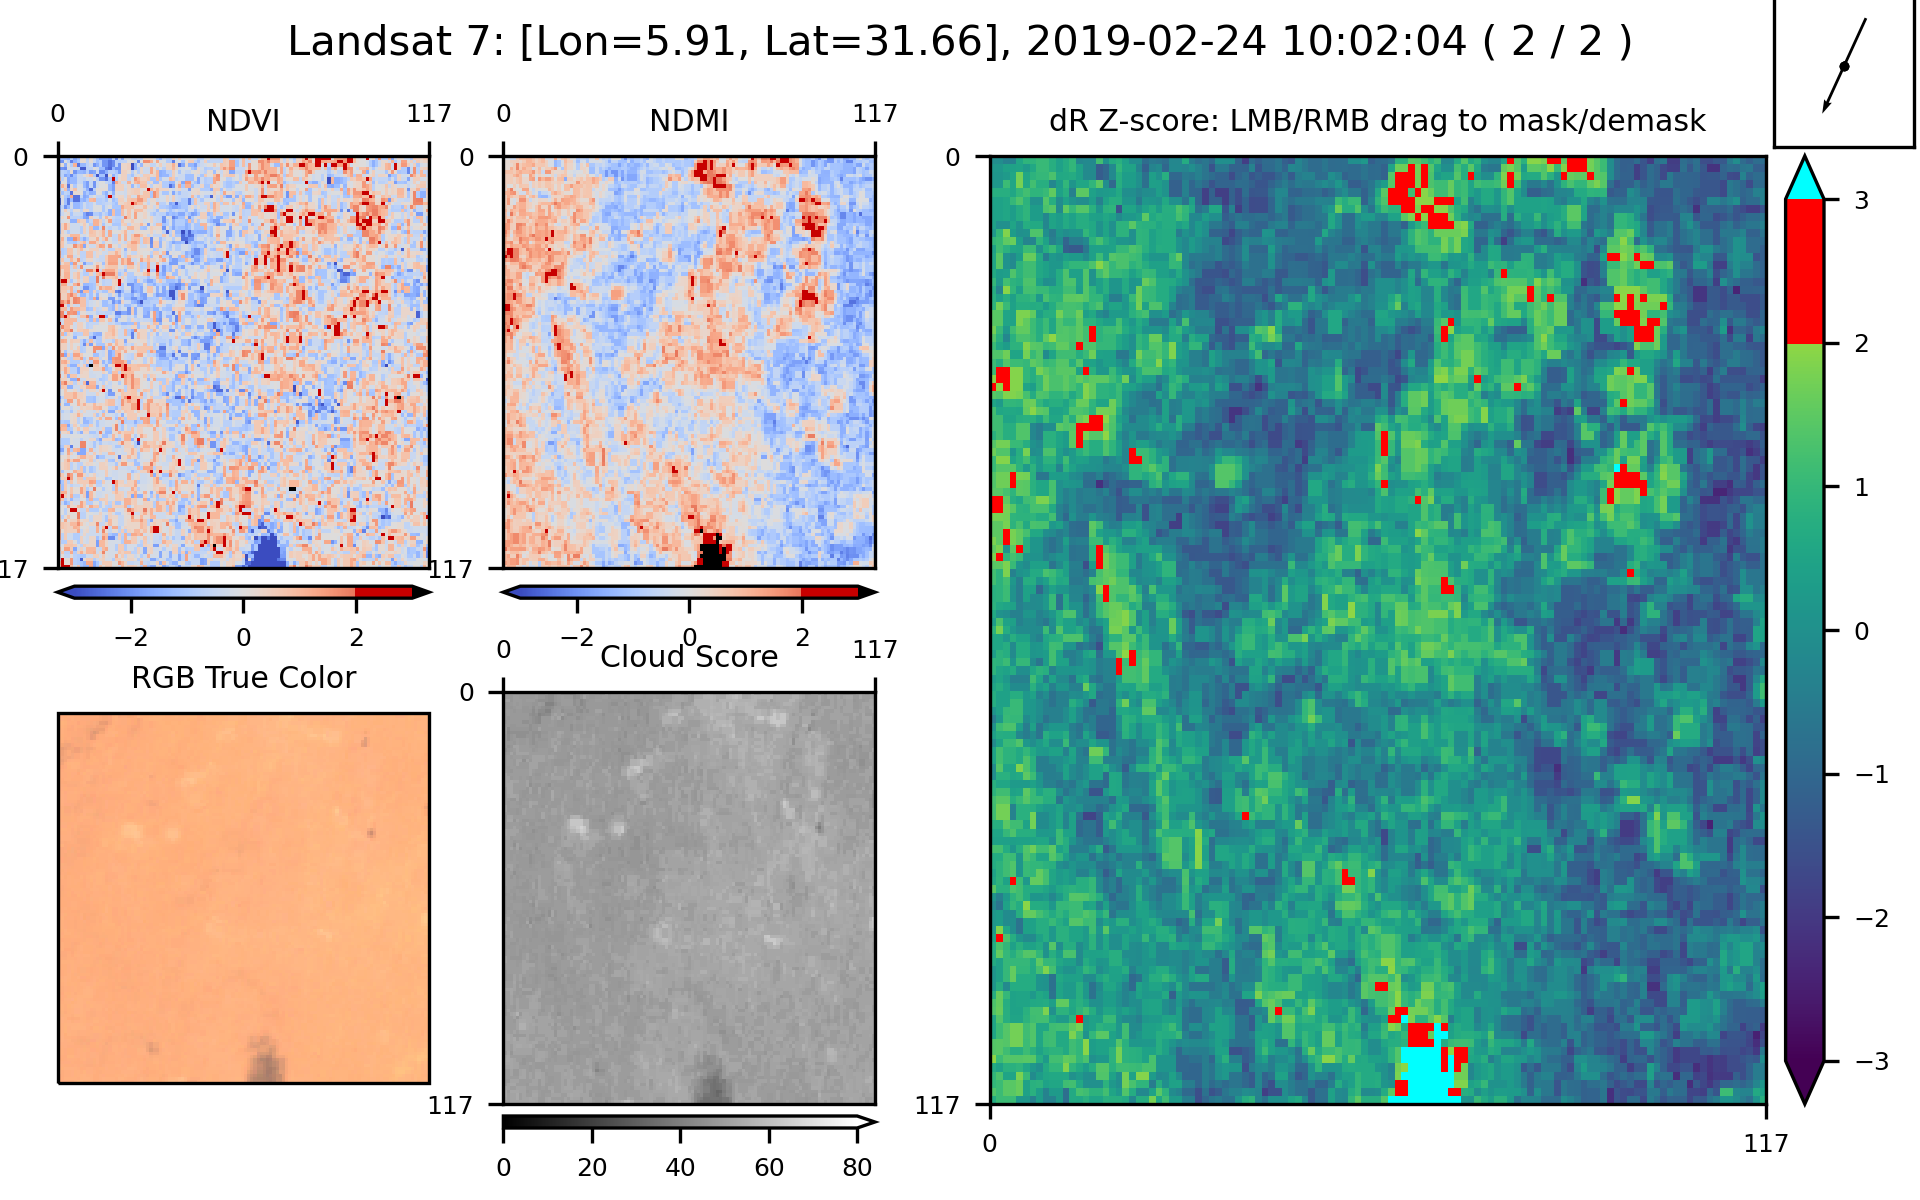 Landsat 7: [Lon=5.91, Lat=31.66], 2019-02-24 10:02:04 ( 2 / 2 )
NDVI
0 117
0
17
−2 0 2
NDMI
0 117
0
117
−2 0 2
dR Z-score: LMB/RMB drag to mask/demask
0
117
0 117
3
2
1
0
−1
−2
−3
RGB True Color
Cloud Score
0 117
0
117
0 20 40 60 80